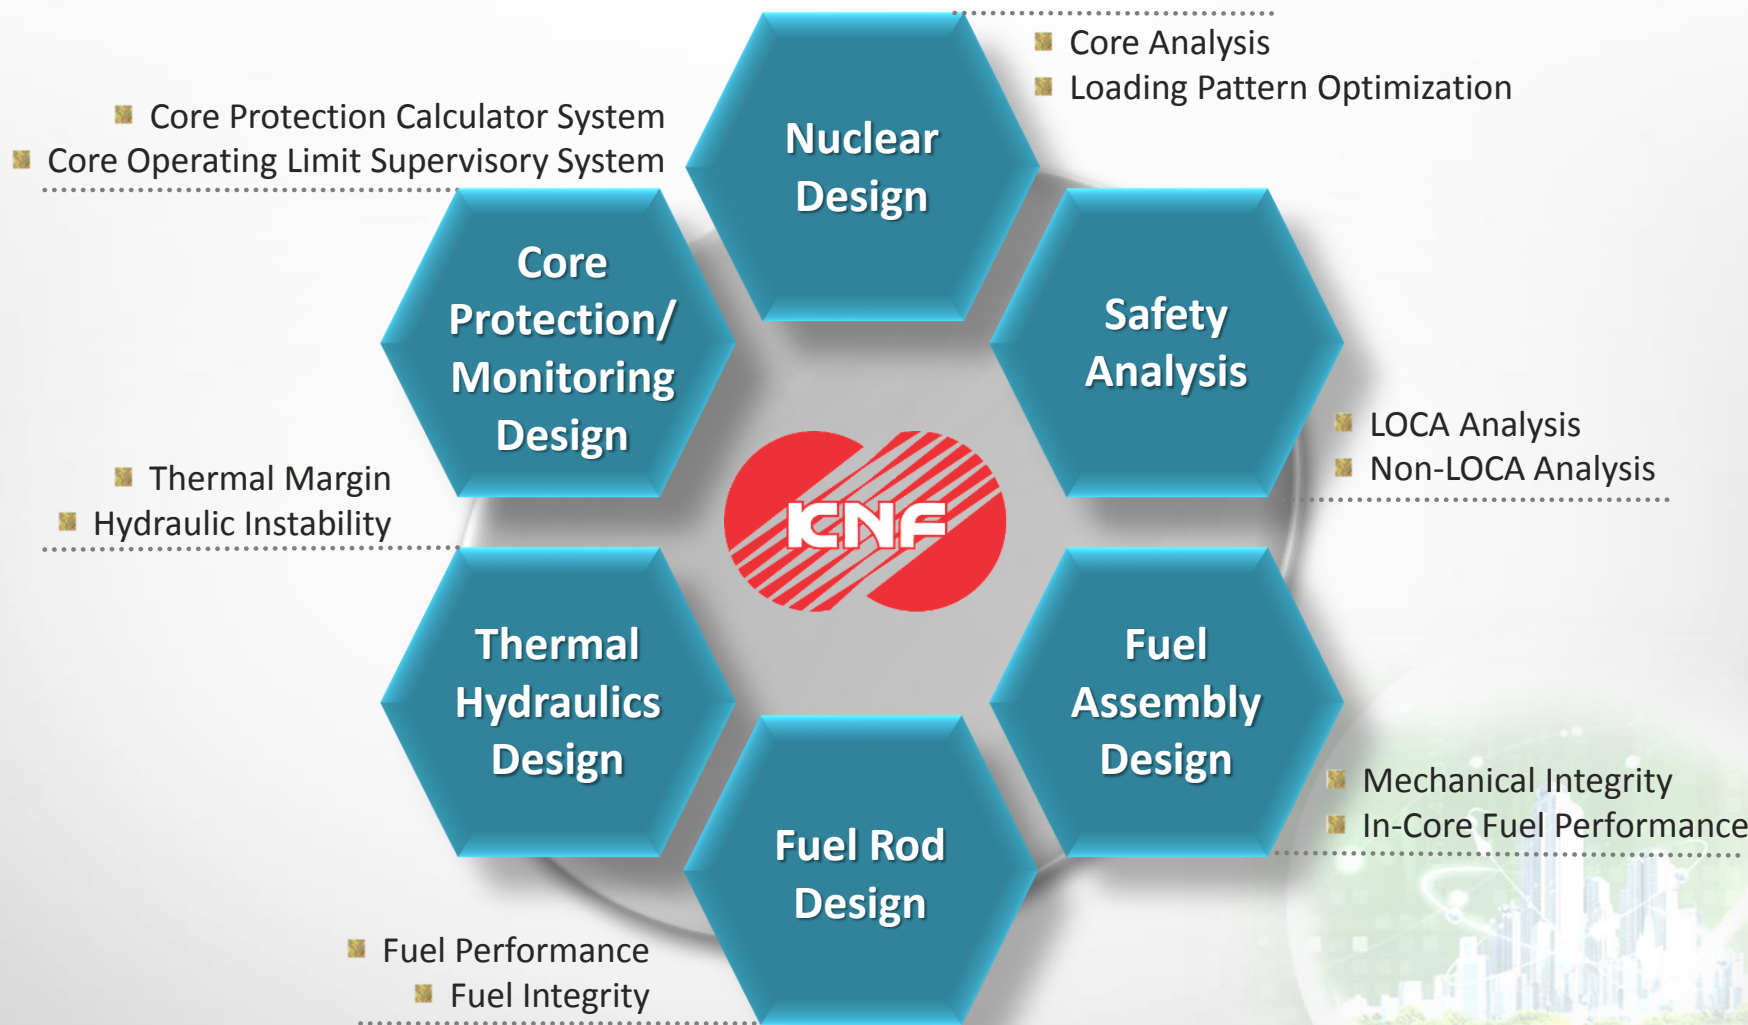 Core Analysis
Loading Pattern Optimization
Core Protection Calculator System
Core Operating Limit Supervisory System
Nuclear
Design
Core
Protection/
Monitoring
Design
Safety
Analysis
LOCA Analysis
Non-LOCA Analysis
Thermal Margin
Hydraulic Instability
KNF
Thermal
Hydraulics
Design
Fuel
Assembly
Design
Mechanical Integrity
In-Core Fuel Performance
Fuel Rod
Design
Fuel Performance
Fuel Integrity